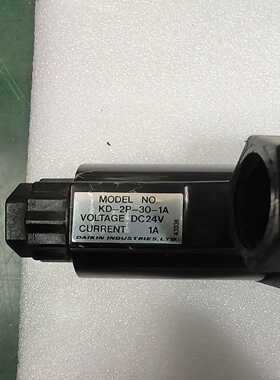 MODEL NO
KD-2P-30-1A
VOLTAGE DC24V
CURRENT 1A
DAIKIN INDUSTRIES, LTD.